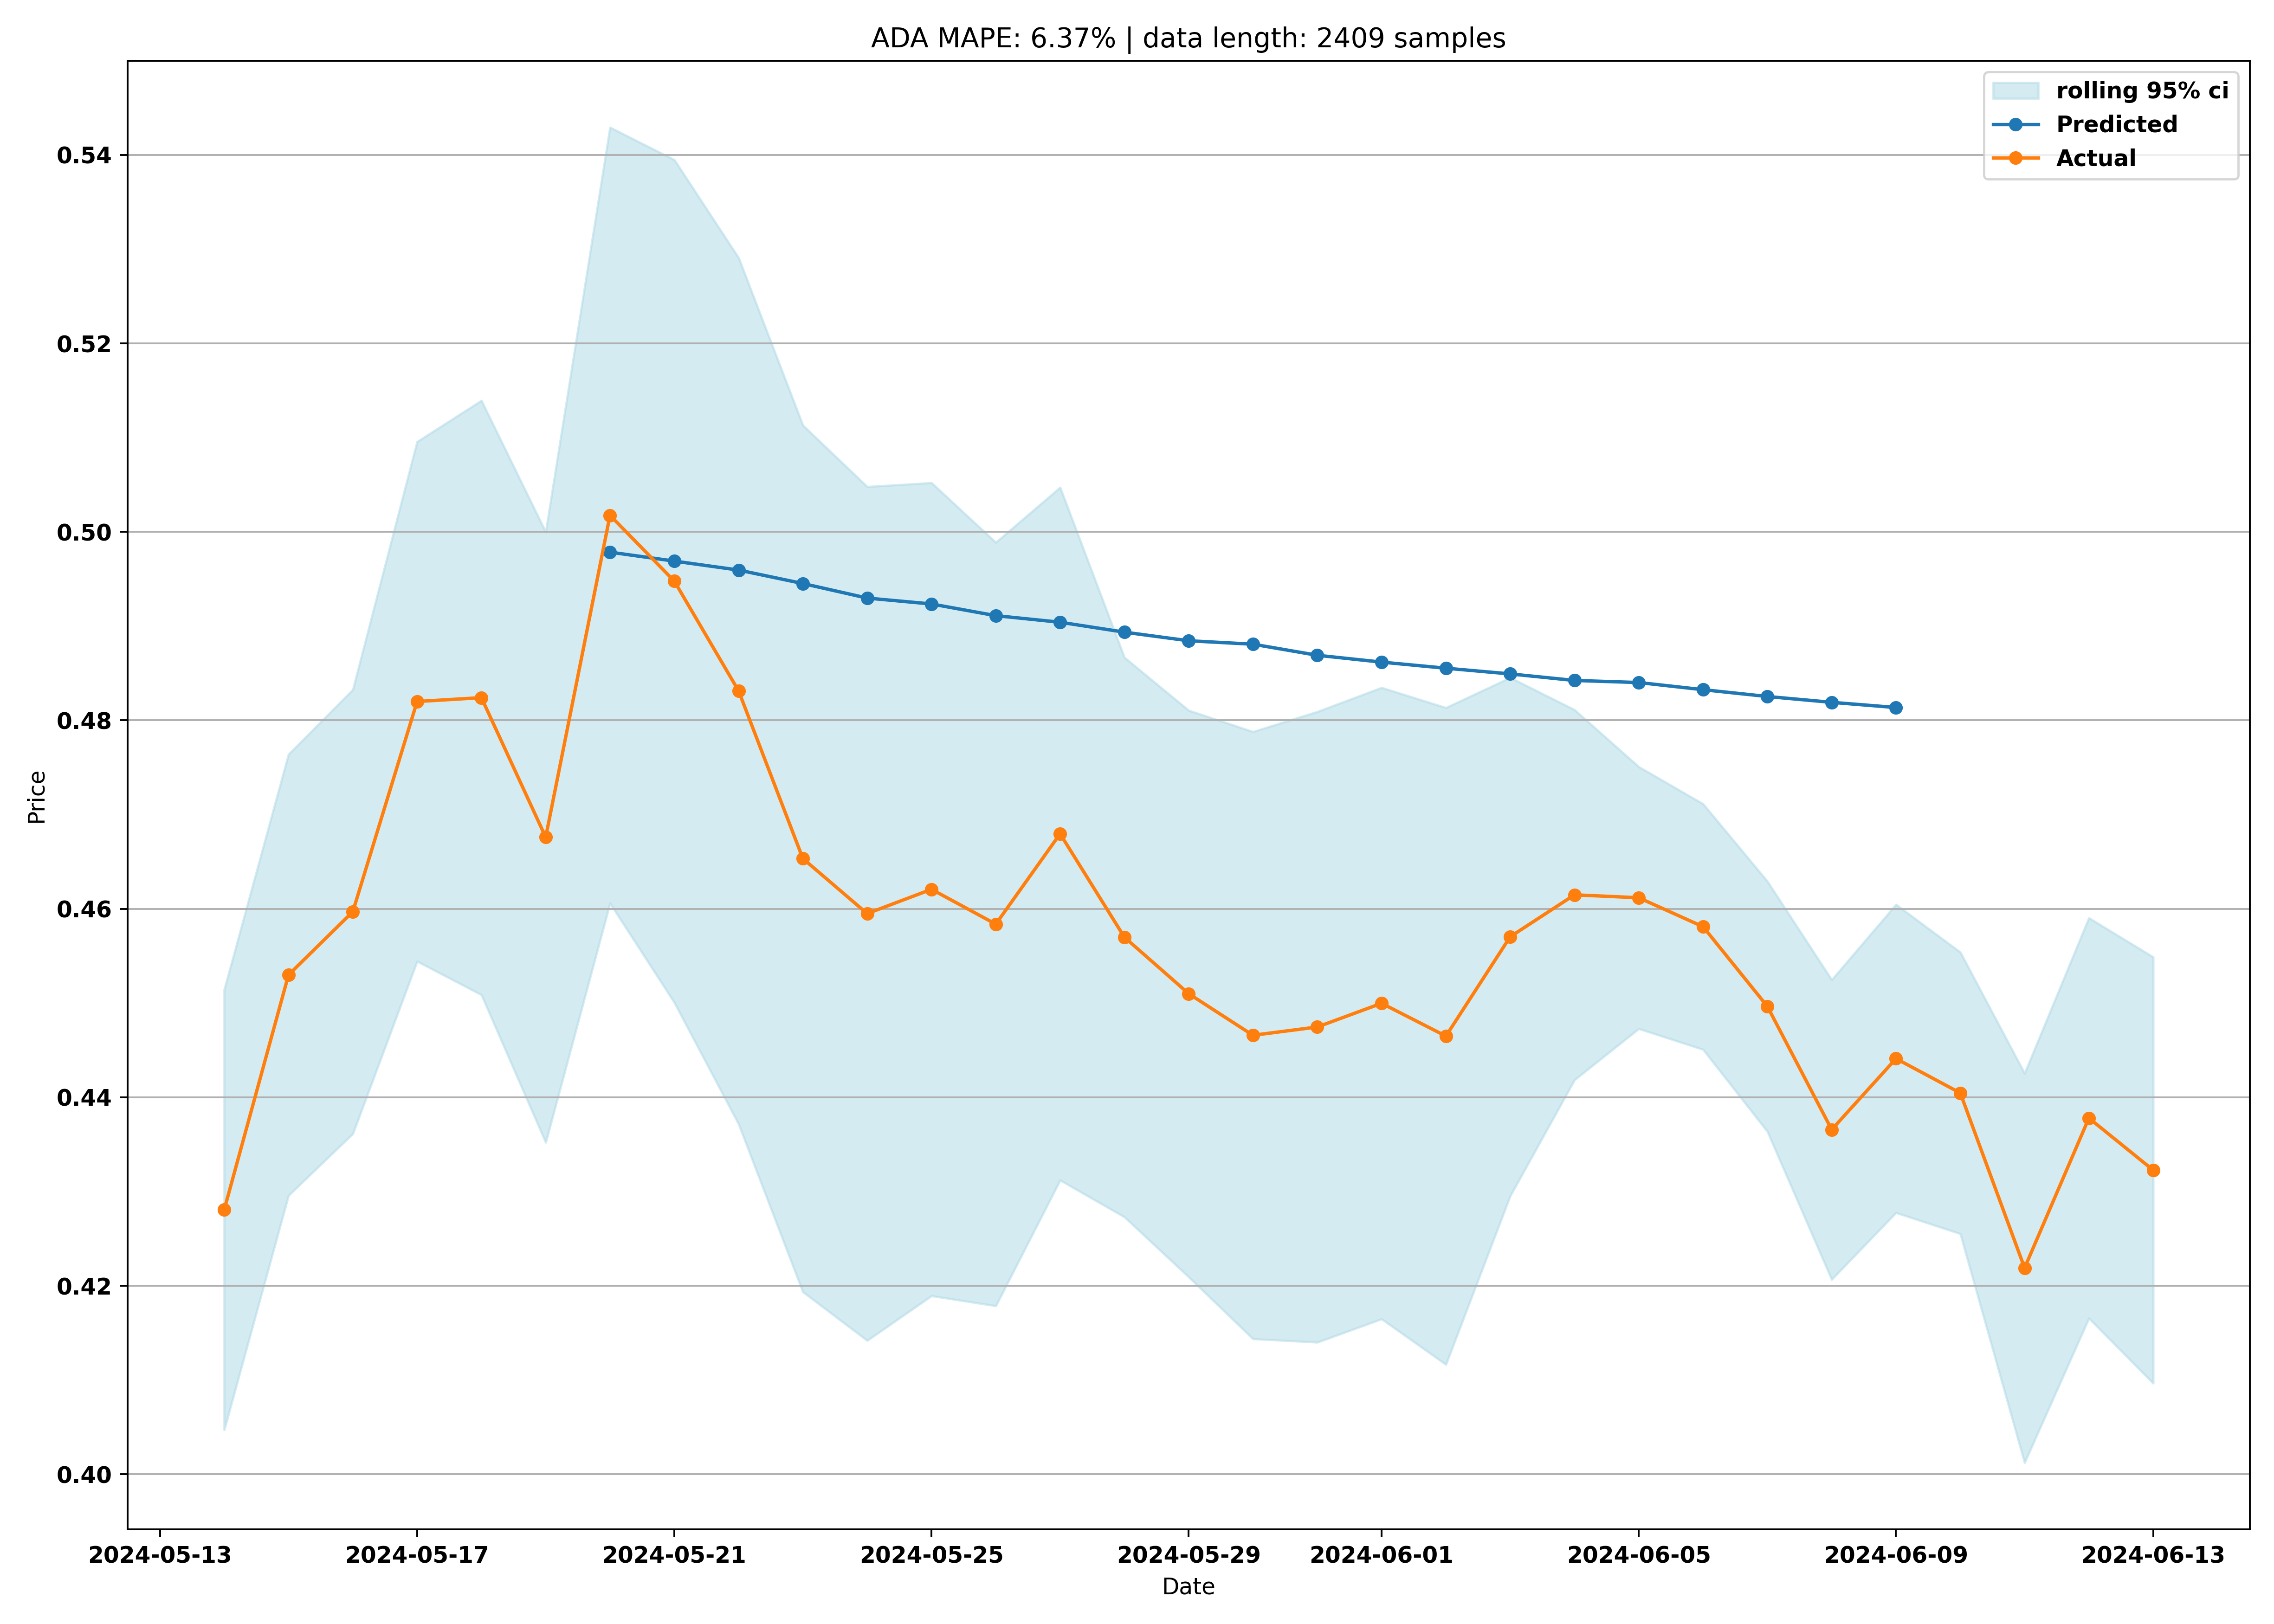 ADA MAPE: 6.37% | data length: 2409 samples
rolling 95% ci
Predicted
Actual
0.54
0.52
0.50
0.48
0.46
0.44
0.42
0.40
Price
2024-05-13 2024-05-17 2024-05-21 2024-05-25 2024-05-29 2024-06-01 2024-06-05 2024-06-09 2024-06-13
Date